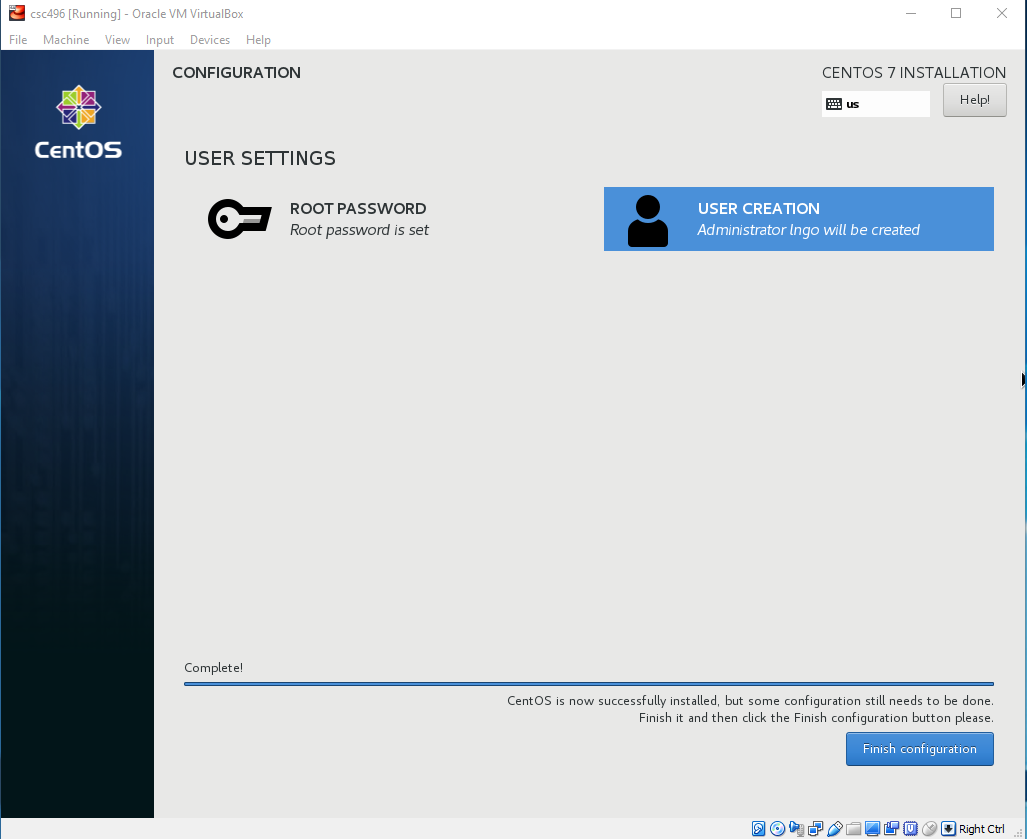 csc496 [Running] - Oracle VM VirtualBox
File Machine View Input Devices Help
CentOS
CONFIGURATION
CENTOS 7 INSTALLATION
us
Help!
USER SETTINGS
ROOT PASSWORD
Root password is set
USER CREATION
Administrator lngo will be created
Complete!
CentOS is now successfully installed, but some configuration still needs to be done.
Finish it and then click the Finish configuration button please.
Finish configuration
Right Ctrl